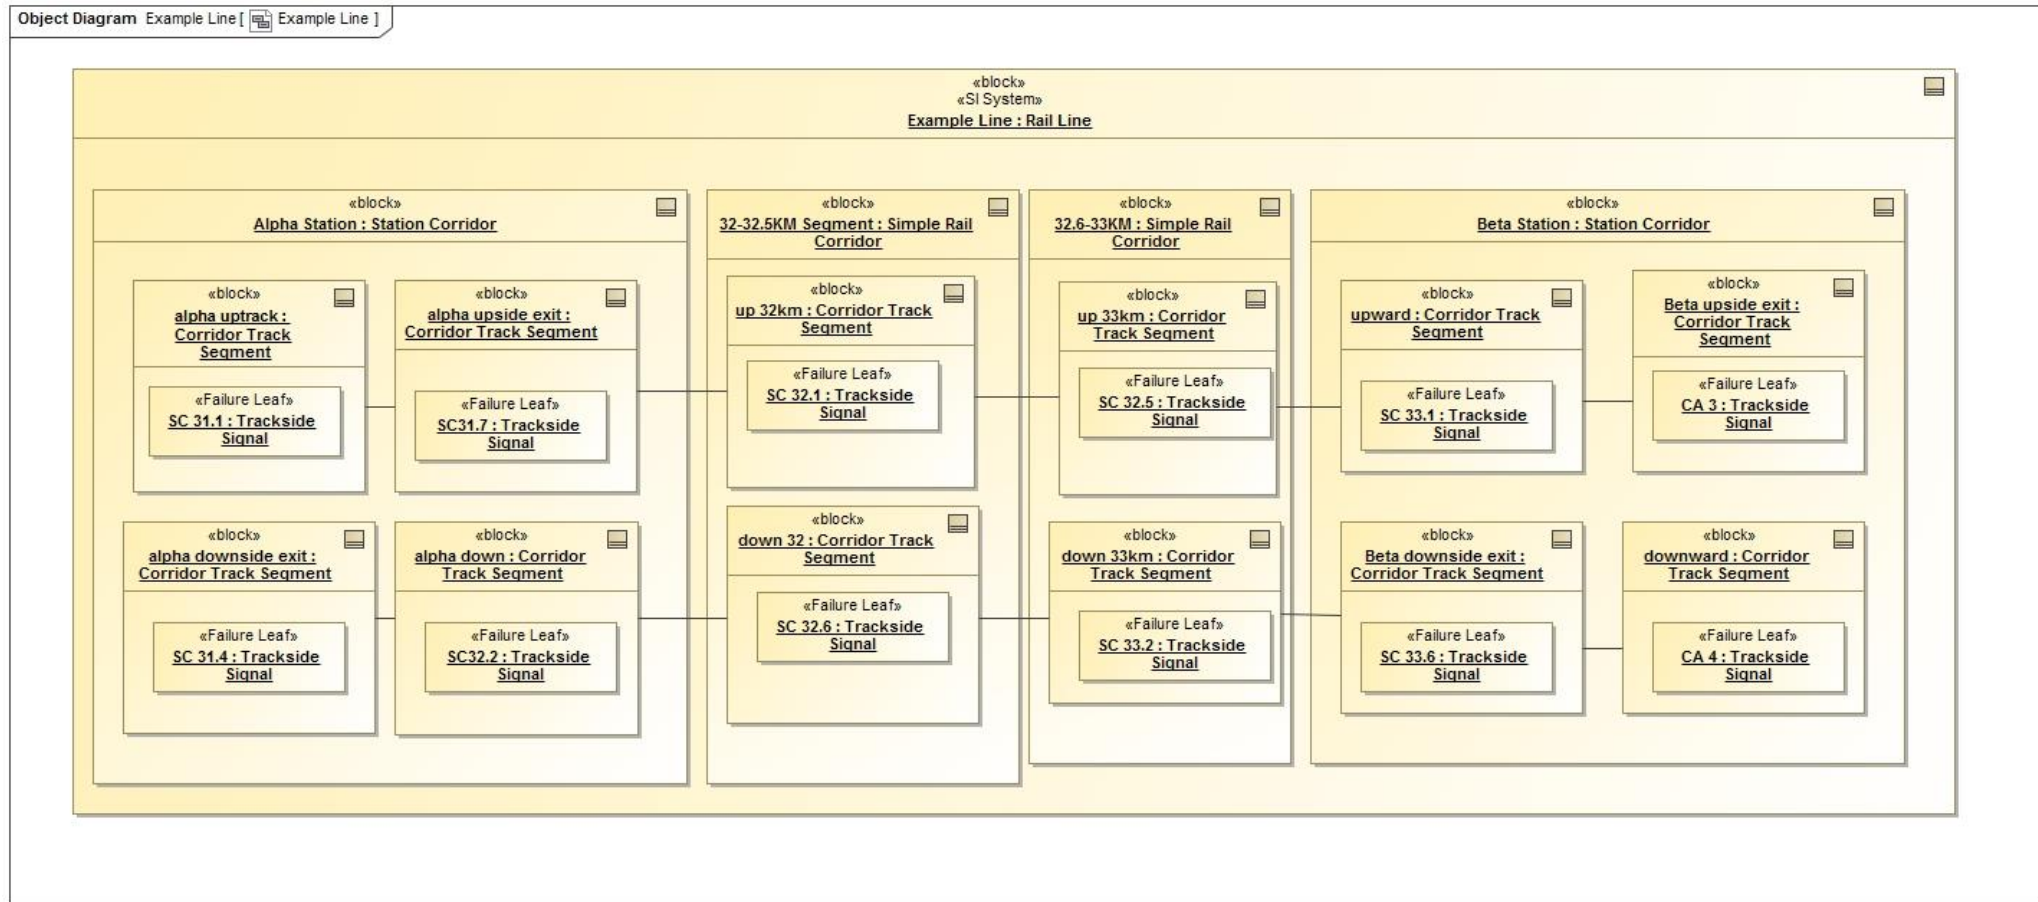 Object Diagram Example Line [ Example Line ]
«block»
«SI System»
Example Line : Rail Line
«block»
Alpha Station : Station Corridor
«block»
alpha uptrack :
Corridor Track
Segment
«Failure Leaf»
SC 31.1 : Trackside
Signal
«block»
alpha upside exit :
Corridor Track Segment
«Failure Leaf»
SC31.7 : Trackside
Signal
«block»
alpha downside exit :
Corridor Track Segment
«Failure Leaf»
SC 31.4 : Trackside
Signal
«block»
alpha down : Corridor
Track Segment
«Failure Leaf»
SC32.2 : Trackside
Signal
«block»
32-32.5KM Segment : Simple Rail
Corridor
«block»
up 32km : Corridor Track
Segment
«Failure Leaf»
SC 32.1 : Trackside
Signal
«block»
down 32 : Corridor Track
Segment
«Failure Leaf»
SC 32.6 : Trackside
Signal
«block»
32.6-33KM : Simple Rail
Corridor
«block»
up 33km : Corridor
Track Segment
«Failure Leaf»
SC 32.5 : Trackside
Signal
«block»
down 33km : Corridor
Track Segment
«Failure Leaf»
SC 33.2 : Trackside
Signal
«block»
Beta Station : Station Corridor
«block»
upward : Corridor Track
Segment
«Failure Leaf»
SC 33.1 : Trackside
Signal
«block»
Beta upside exit :
Corridor Track
Segment
«Failure Leaf»
CA 3 : Trackside
Signal
«block»
Beta downside exit :
Corridor Track Segment
«Failure Leaf»
SC 33.6 : Trackside
Signal
«block»
downward : Corridor
Track Segment
«Failure Leaf»
CA 4 : Trackside
Signal